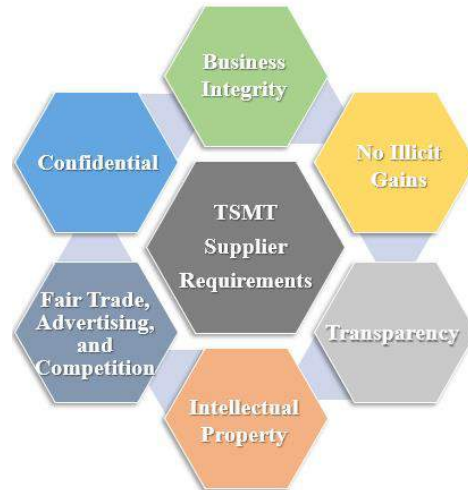 Business
Integrity
Confidential
No Illicit
Gains
TSMT
Supplier
Requirements
Fair Trade,
Advertising,
and
Competition
Transparency
Intellectual
Property